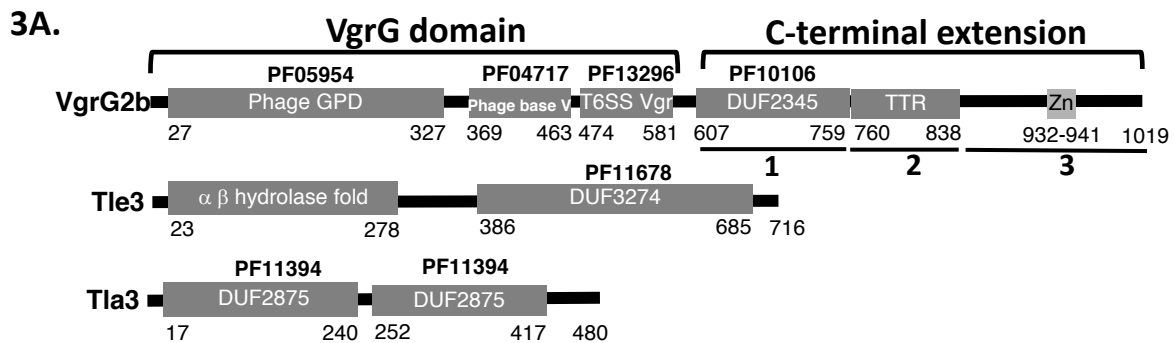 3A.
VgrG domain C-terminal extension
PF05954 PF04717 PF13296 PF10106
VgrG2b Phage GPD Phage base V T6SS Vgr DUF2345 TTR Zn
27 327 369 463 474 581 607 759 760 838 932-941 1019
1 2 3
PF11678
Tle3 α β hydrolase fold DUF3274
23 278 386 685 716
PF11394 PF11394
Tla3 DUF2875 DUF2875
17 240 252 417 480